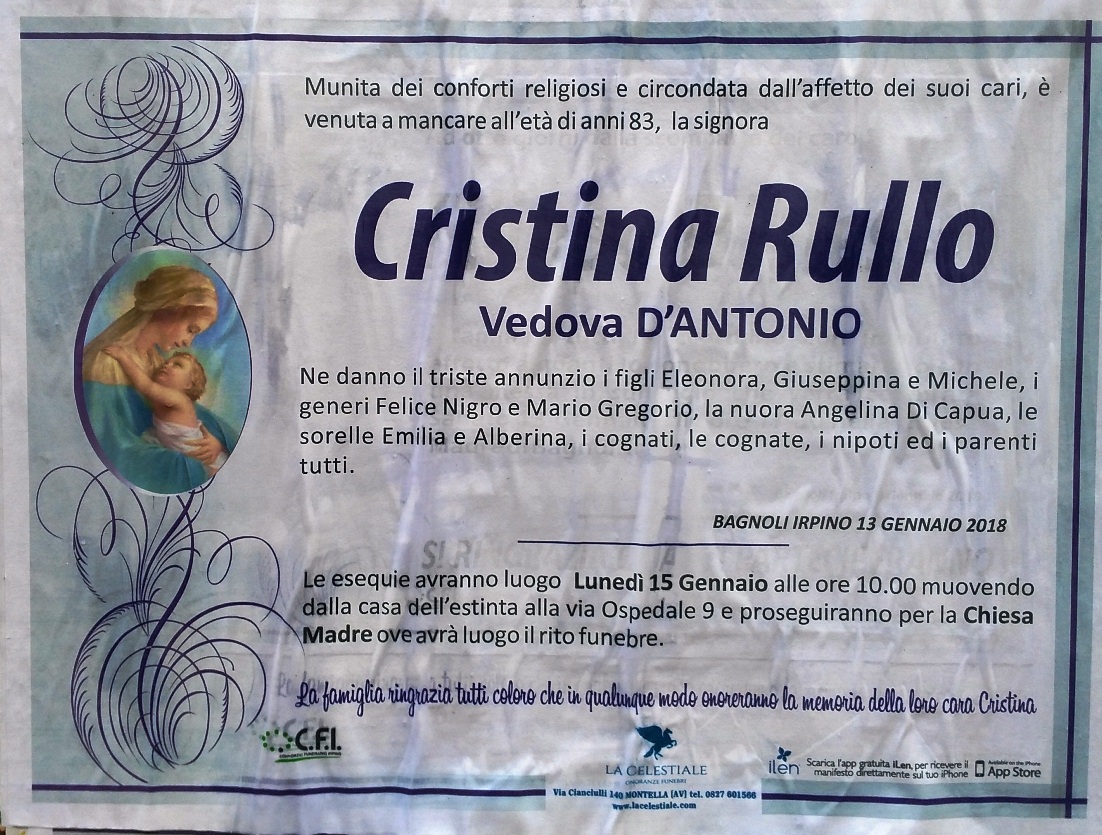 Munita dei conforti religiosi e circondata dall'affetto dei suoi cari, è
venuta a mancare all'età di anni 83, la signora
Cristina Rullo
Vedova D'ANTONIO
Ne danno il triste annunzio i figli Eleonora, Giuseppina e Michele, i
generi Felice Nigro e Mario Gregorio, la nuora Angelina Di Capua, le
sorelle Emilia e Alberina, i cognati, le cognate, i nipoti ed i parenti
tutti.
BAGNOLI IRPINO 13 GENNAIO 2018
Le esequie avranno luogo Lunedì 15 Gennaio alle ore 10.00 muovendo
dalla casa dell'estinta alla via Ospedale 9 e proseguiranno per la Chiesa
Madre ove avrà luogo il rito funebre.
La famiglia ringrazia tutti coloro che in qualunque modo onoreranno la memoria della loro cara Cristina
C.F.I.
LA CELESTIALE
ONORANZE FUNEBRI
Via Cianciulli 140 MONTELLA (AV) tel. 0827 601566
www.lacelestiale.com
iLen
Scarica l'app gratuita iLen, per ricevere il
manifesto direttamente sul tuo iPhone
Available on the iPhone
App Store